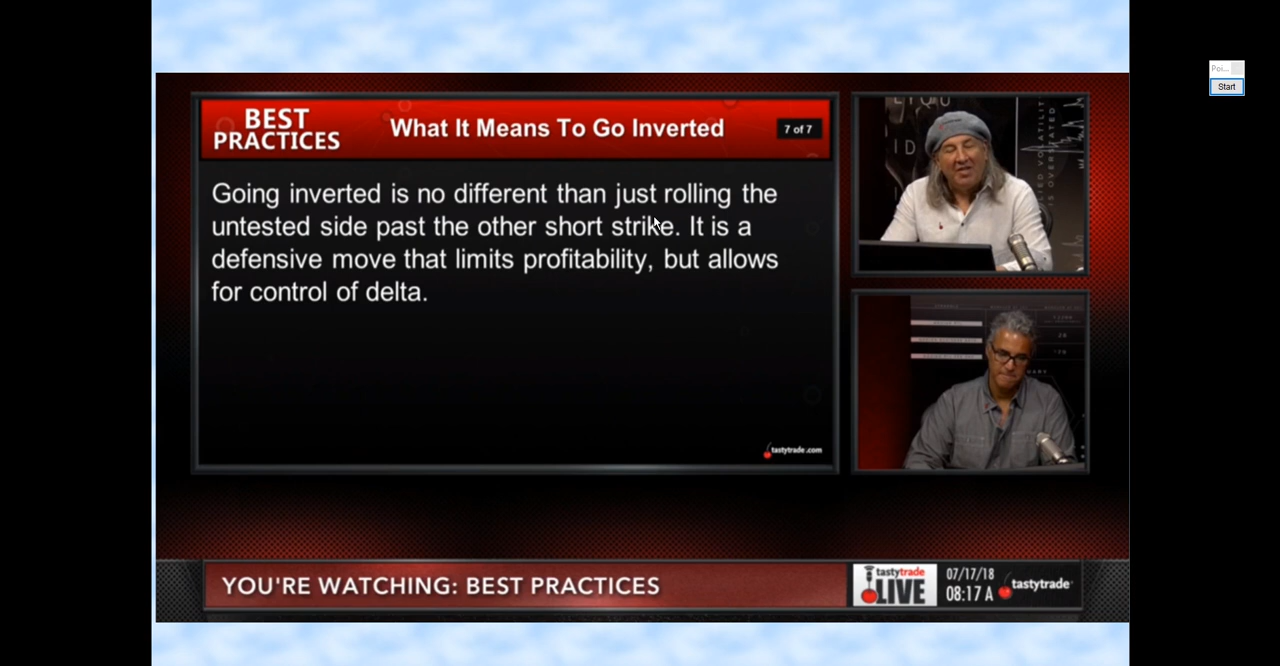 BEST
PRACTICES
What It Means To Go Inverted
7 of 7
Going inverted is no different than just rolling the
untested side past the other short strike. It is a
defensive move that limits profitability, but allows
for control of delta.
tastytrade.com
YOU'RE WATCHING: BEST PRACTICES
tastytrade
LIVE
07/17/18
08:17 A
tastytrade
Poi...
Start